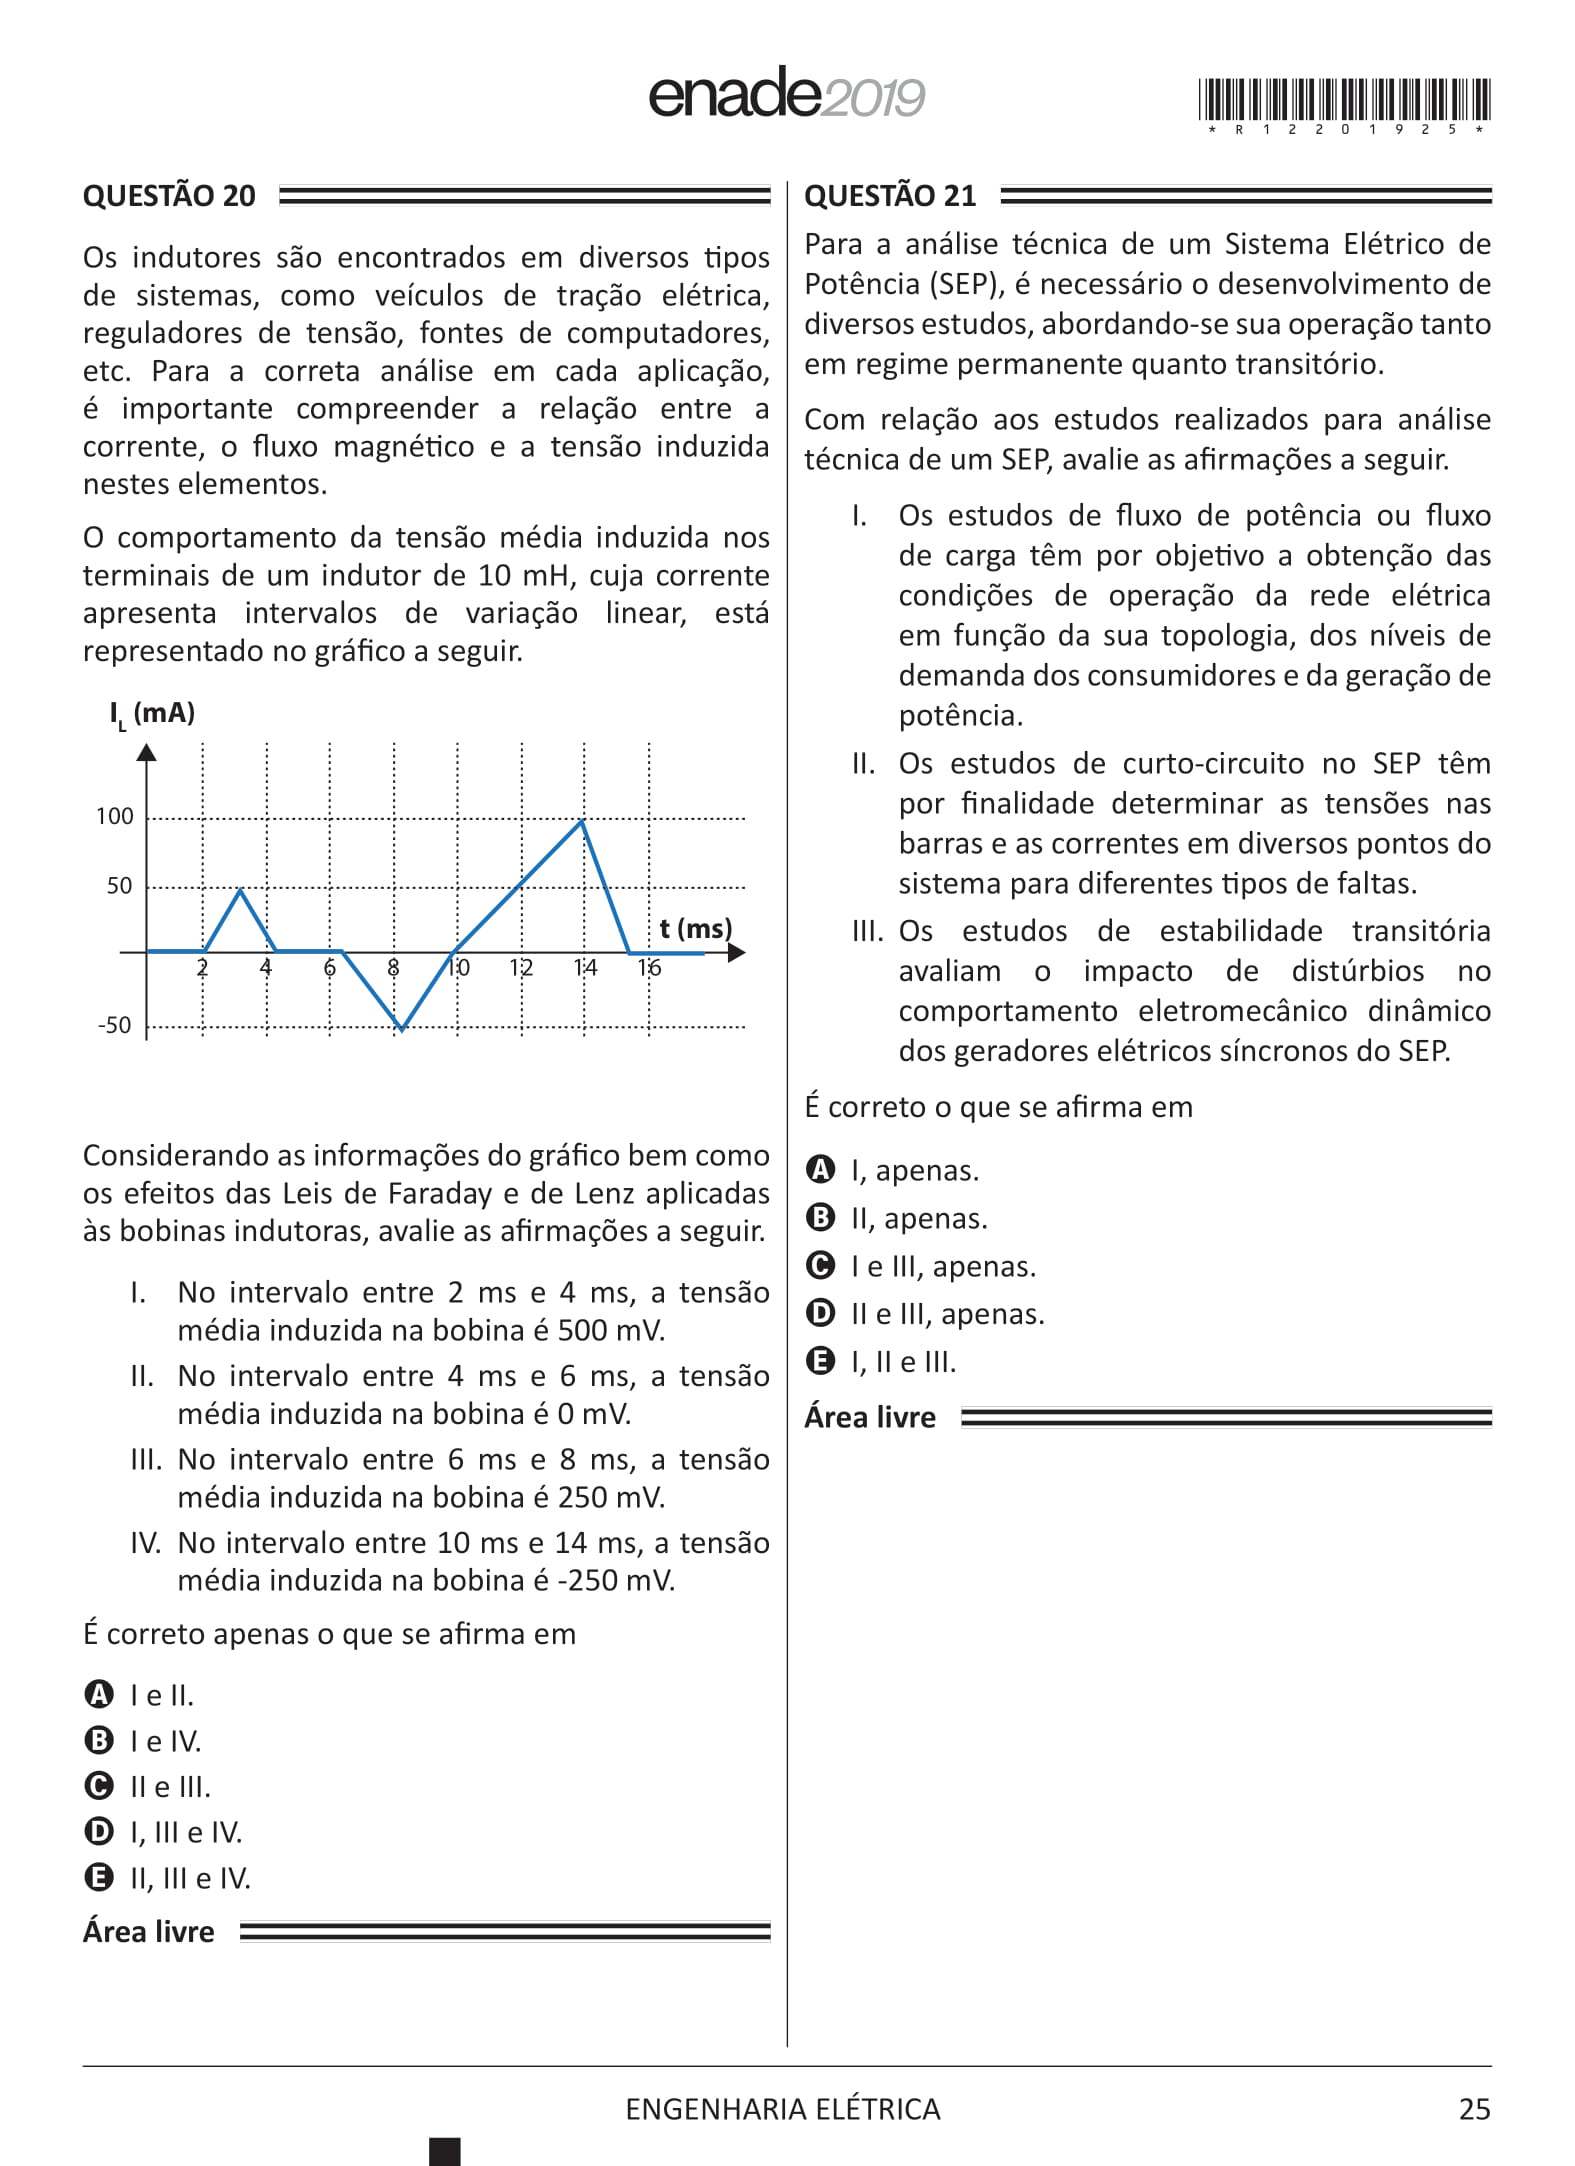 enade2019
*R12201925*
QUESTÃO 20
Os indutores são encontrados em diversos tipos
de sistemas, como veículos de tração elétrica,
reguladores de tensão, fontes de computadores,
etc. Para a correta análise em cada aplicação,
é importante compreender a relação entre a
corrente, o fluxo magnético e a tensão induzida
nestes elementos.
O comportamento da tensão média induzida nos
terminais de um indutor de 10 mH, cuja corrente
apresenta intervalos de variação linear, está
representado no gráfico a seguir.
I_L (mA)
100
50
t (ms)
2 4 6 8 10 12 14 16
-50
Considerando as informações do gráfico bem como
os efeitos das Leis de Faraday e de Lenz aplicadas
às bobinas indutoras, avalie as afirmações a seguir.
I. No intervalo entre 2 ms e 4 ms, a tensão
média induzida na bobina é 500 mV.
II. No intervalo entre 4 ms e 6 ms, a tensão
média induzida na bobina é 0 mV.
III. No intervalo entre 6 ms e 8 ms, a tensão
média induzida na bobina é 250 mV.
IV. No intervalo entre 10 ms e 14 ms, a tensão
média induzida na bobina é -250 mV.
É correto apenas o que se afirma em
A I e II.
B I e IV.
C II e III.
D I, III e IV.
E II, III e IV.
Área livre
QUESTÃO 21
Para a análise técnica de um Sistema Elétrico de
Potência (SEP), é necessário o desenvolvimento de
diversos estudos, abordando-se sua operação tanto
em regime permanente quanto transitório.
Com relação aos estudos realizados para análise
técnica de um SEP, avalie as afirmações a seguir.
I. Os estudos de fluxo de potência ou fluxo
de carga têm por objetivo a obtenção das
condições de operação da rede elétrica
em função da sua topologia, dos níveis de
demanda dos consumidores e da geração de
potência.
II. Os estudos de curto-circuito no SEP têm
por finalidade determinar as tensões nas
barras e as correntes em diversos pontos do
sistema para diferentes tipos de faltas.
III. Os estudos de estabilidade transitória
avaliam o impacto de distúrbios no
comportamento eletromecânico dinâmico
dos geradores elétricos síncronos do SEP.
É correto o que se afirma em
A I, apenas.
B II, apenas.
C I e III, apenas.
D II e III, apenas.
E I, II e III.
Área livre
ENGENHARIA ELÉTRICA
25